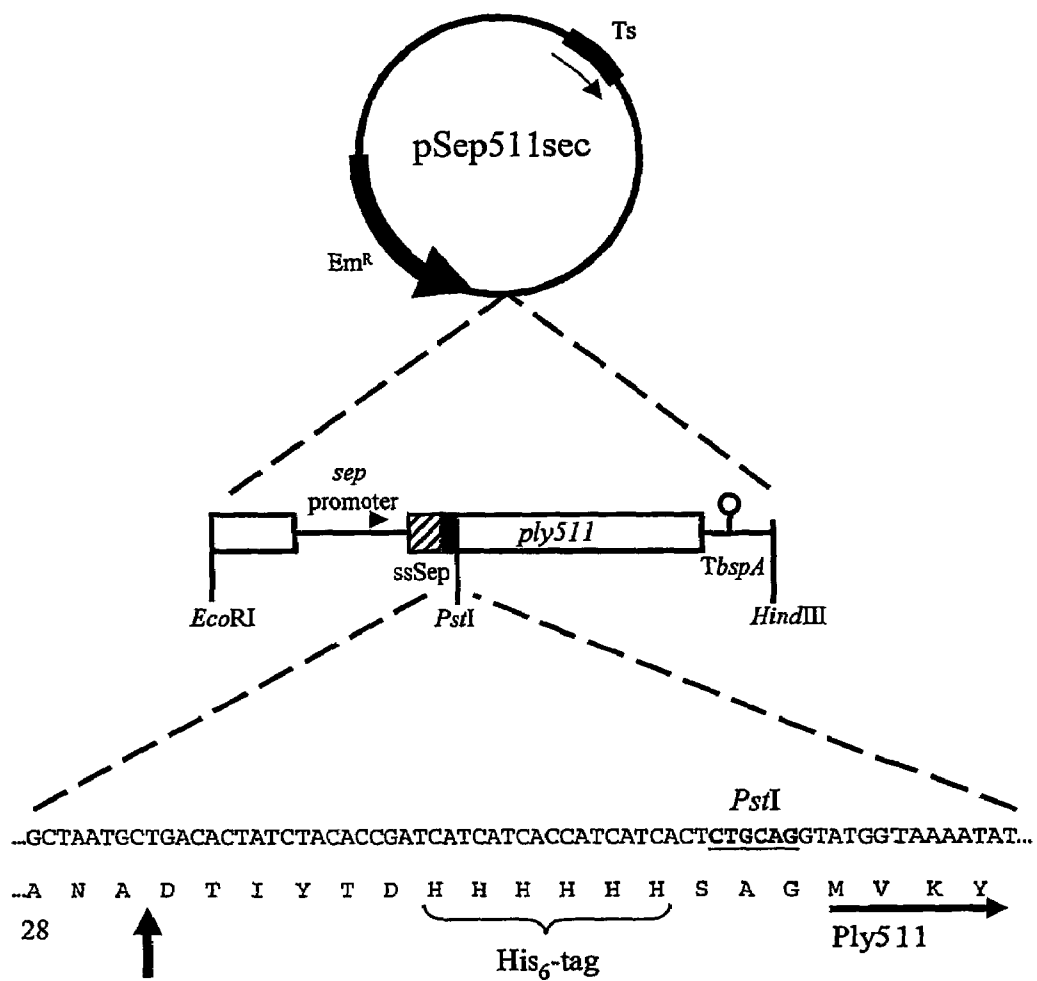 Ts
pSep511sec
Emᴿ
sep
promoter
ply511
ssSep
TbspA
EcoRI
PstI
HindIII
PstI
...GCTAATGCTGACACTATCTACACCGATCATCATCACCATCATCACTCTGCAGGTATGGTAAAATAT...
...A N A D T I Y T D H H H H H H S A G M V K Y
28
His₆-tag
Ply511